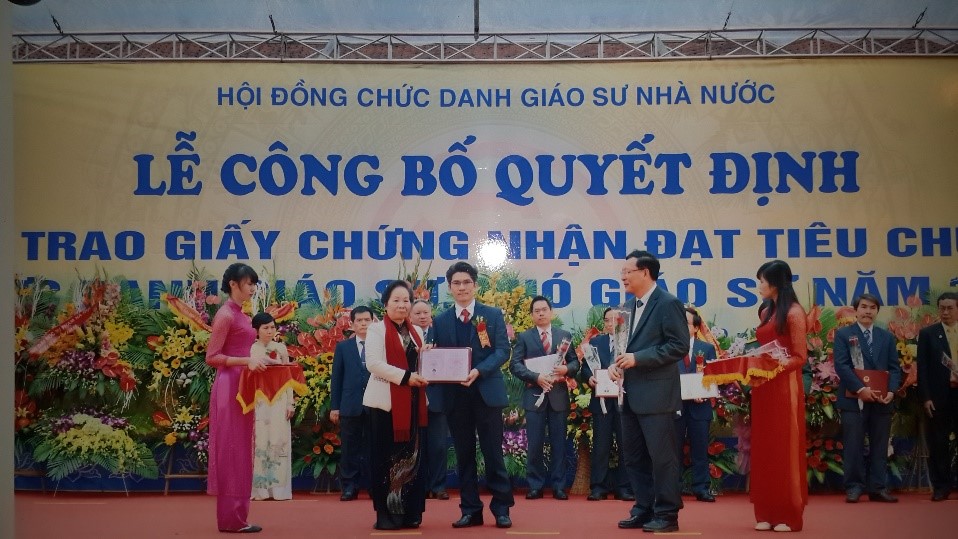 HỘI ĐỒNG CHỨC DANH GIÁO SƯ NHÀ NƯỚC
LỄ CÔNG BỐ QUYẾT ĐỊNH
TRAO GIẤY CHỨNG NHẬN ĐẠT TIÊU
GIÁO SƯ NĂM